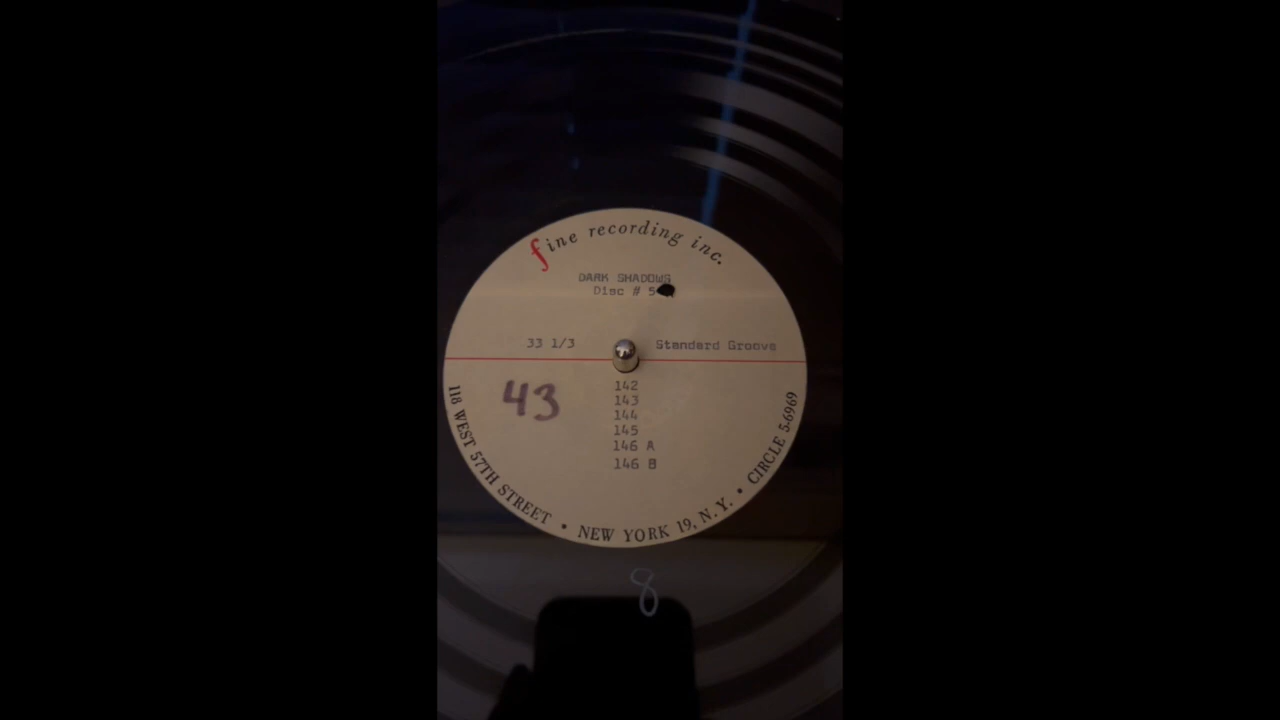 fine recording inc.
DARK SHADOWS
Disc # 5
33 1/3
Standard Groove
43
142
143
144
145
146 A
146 B
118 WEST 57TH STREET • NEW YORK 19, N. Y. • CIRCLE 5-6969
8